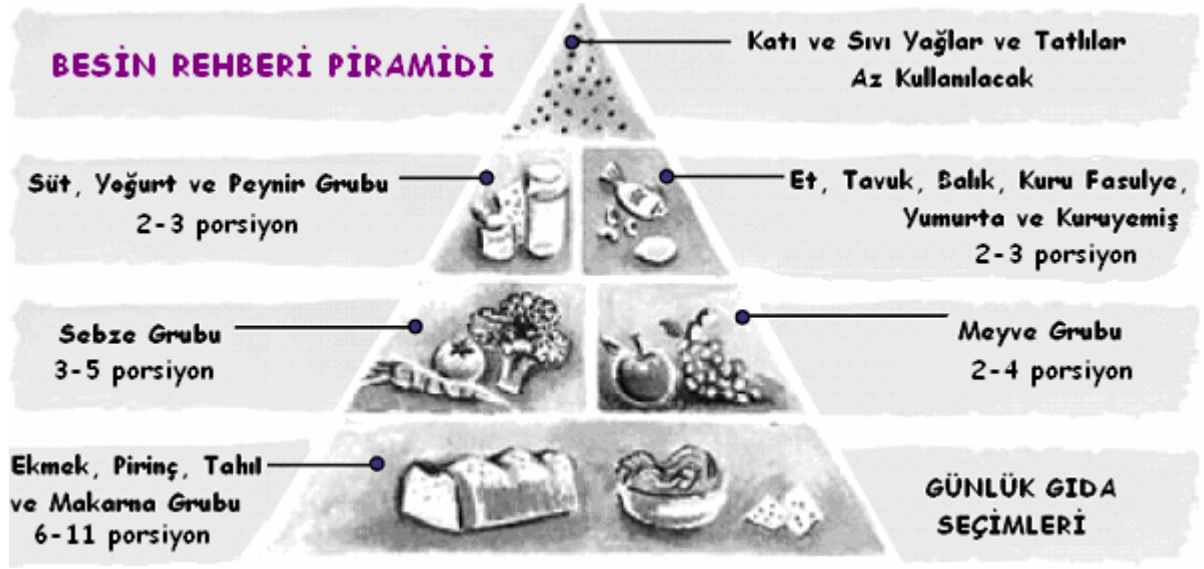 BESİN REHBERİ PİRAMİDİ
Katı ve Sıvı Yağlar ve Tatlılar
Az Kullanılacak
Süt, Yoğurt ve Peynir Grubu
2-3 porsiyon
Et, Tavuk, Balık, Kuru Fasulye,
Yumurta ve Kuruyemiş
2-3 porsiyon
Sebze Grubu
3-5 porsiyon
Meyve Grubu
2-4 porsiyon
Ekmek, Pirinç, Tahıl
ve Makarna Grubu
6-11 porsiyon
GÜNLÜK GIDA
SEÇİMLERİ